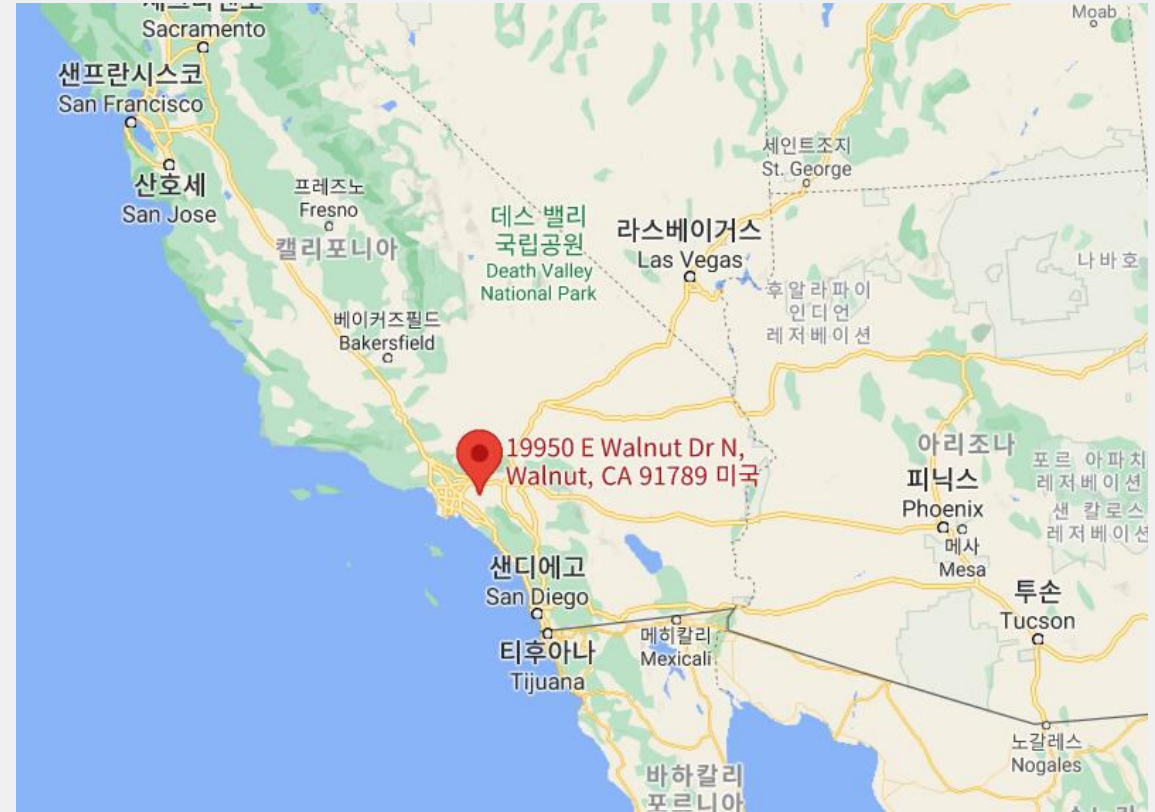 Sacramento
샌프란시스코
San Francisco
산호세
San Jose
프레즈노
Fresno
캘리포니아
데스 밸리
국립공원
Death Valley
National Park
베이커즈필드
Bakersfield
라스베이거스
Las Vegas
Moab
세인트조지
St. George
나바호
후알라파이
인디언
레저베이션
19950 E Walnut Dr N,
Walnut, CA 91789 미국
아리조나
피닉스
Phoenix
메사
Mesa
포르 아파치
레저베이션
샌 칼로스
레저베이션
투손
Tucson
샌디에고
San Diego
티후아나
Tijuana
메히칼리
Mexicali
노갈레스
Nogales
바하칼리
포르니아